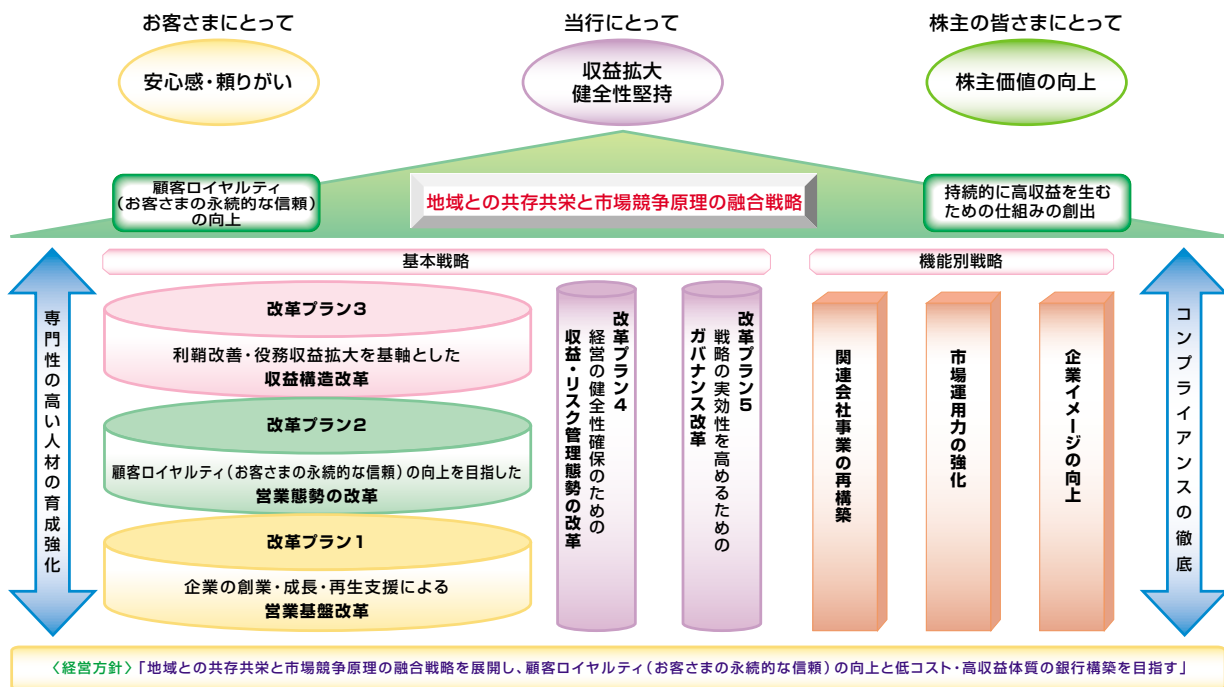 お客さまにとって
安心感・頼りがい
当行にとって
収益拡大
健全性堅持
株主の皆さまにとって
株主価値の向上
顧客ロイヤルティ
(お客さまの永続的な信頼)
の向上
地域との共存共栄と市場競争原理の融合戦略
持続的に高収益を生む
ための仕組みの創出
基本戦略
機能別戦略
専門性の高い人材の育成強化
改革プラン3
利鞘改善・役務収益拡大を基軸とした
収益構造改革
改革プラン2
顧客ロイヤルティ(お客さまの永続的な信頼)の向上を目指した
営業態勢の改革
改革プラン1
企業の創業・成長・再生支援による
営業基盤改革
改革プラン4
経営の健全性確保のための
収益・リスク管理態勢の改革
改革プラン5
戦略の実効性を高めるための
ガバナンス改革
関連会社事業の再構築
市場運用力の強化
企業イメージの向上
コンプライアンスの徹底
〈経営方針〉「地域との共存共栄と市場競争原理の融合戦略を展開し、顧客ロイヤルティ(お客さまの永続的な信頼)の向上と低コスト・高収益体質の銀行構築を目指す」